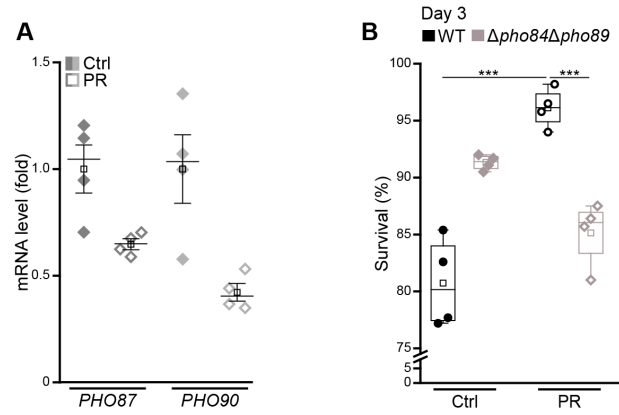 A
Ctrl
PR
mRNA level (fold)
1.5
1.0
0.5
0
PHO87 PHO90
B
Day 3
WT Δpho84Δpho89
*** ***
Survival (%)
100
95
90
85
80
75
5
0
Ctrl PR